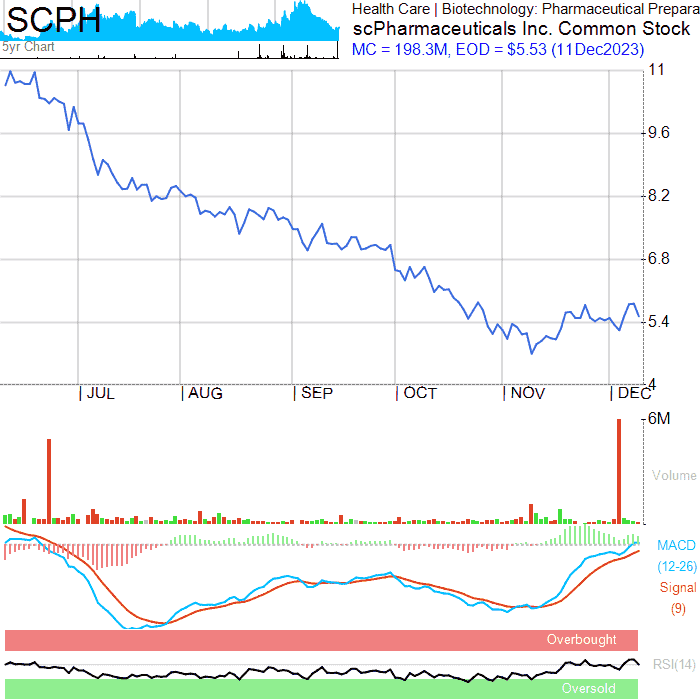 SCPH
5yr Chart
Health Care | Biotechnology: Pharmaceutical Prepara
scPharmaceuticals Inc. Common Stock
MC = 198.3M, EOD = $5.53 (11Dec2023)
11
9.6
8.2
6.8
5.4
4
JUL AUG SEP OCT NOV DEC
6M
Volume
MACD
(12-26)
Signal
(9)
Overbought
RSI(14)
Oversold